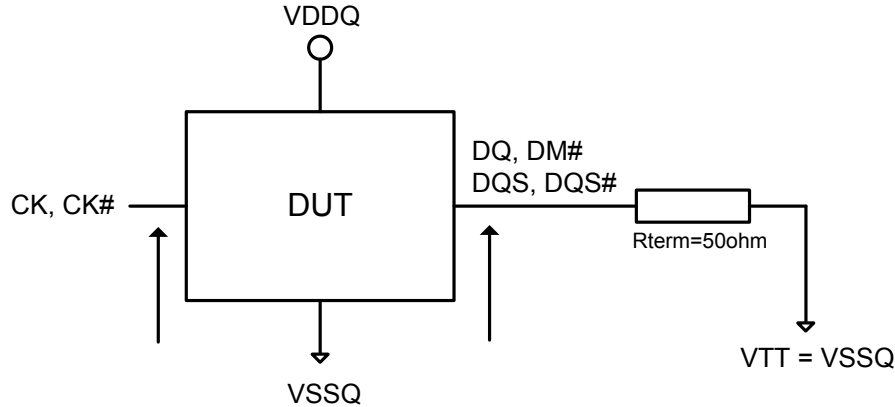 VDDQ
DQ, DM#
DQS, DQS#
CK, CK#
DUT
Rterm=50ohm
VTT = VSSQ
VSSQ